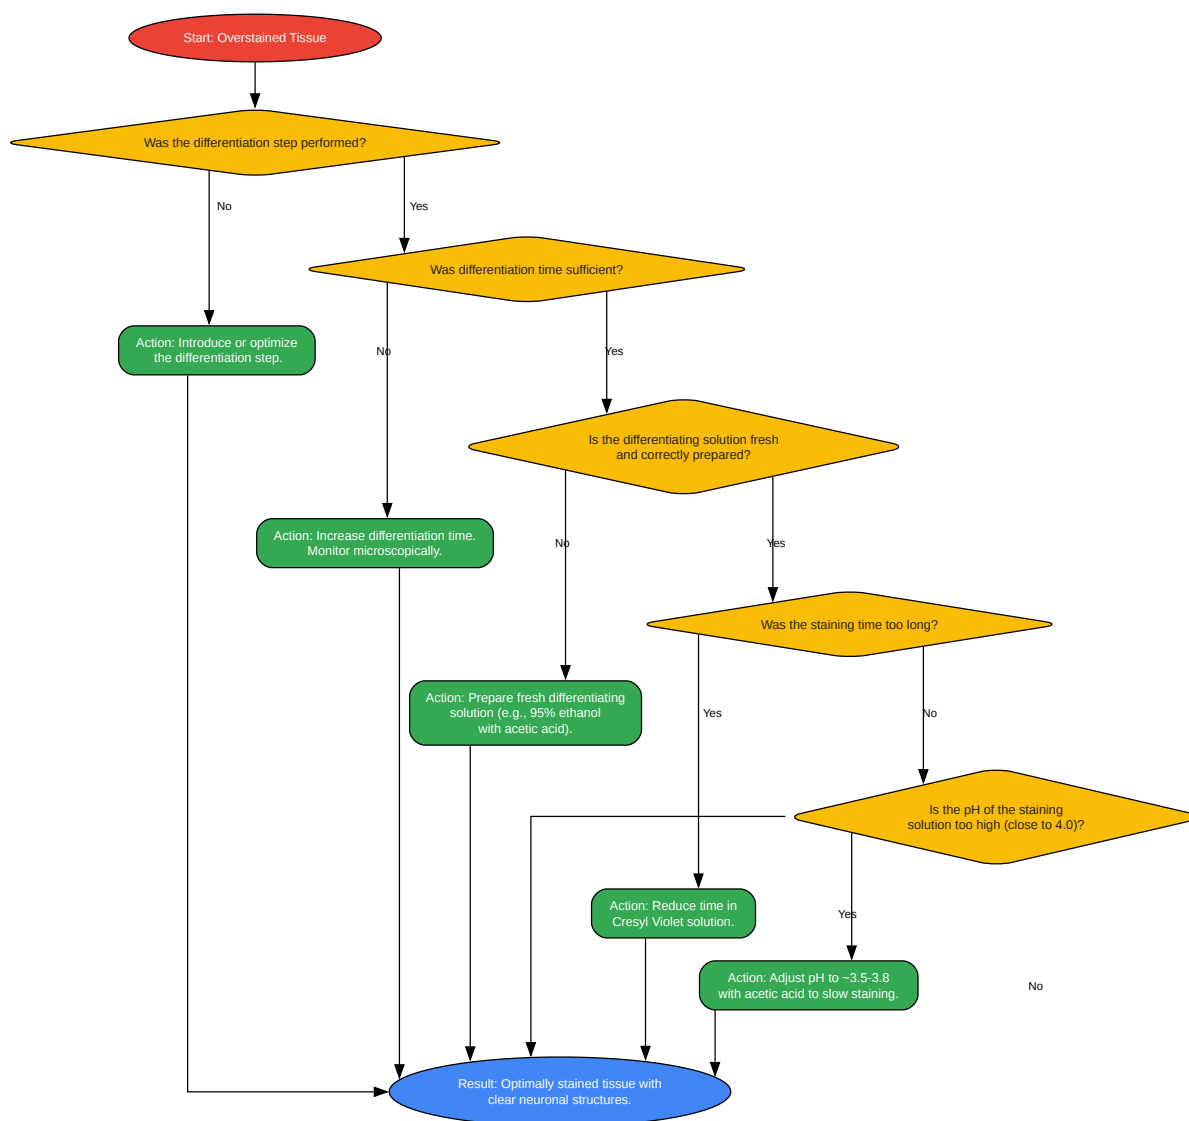 Start: Overstained Tissue
Was the differentiation step performed?
No
Yes
Was differentiation time sufficient?
Action: Introduce or optimize
the differentiation step.
No
Yes
Is the differentiating solution fresh
and correctly prepared?
Action: Increase differentiation time.
Monitor microscopically.
No
Yes
Was the staining time too long?
Action: Prepare fresh differentiating
solution (e.g., 95% ethanol
with acetic acid).
Yes
No
Is the pH of the staining
solution too high (close to 4.0)?
Action: Reduce time in
Cresyl Violet solution.
Yes
Action: Adjust pH to ~3.5-3.8
with acetic acid to slow staining.
No
Result: Optimally stained tissue with
clear neuronal structures.